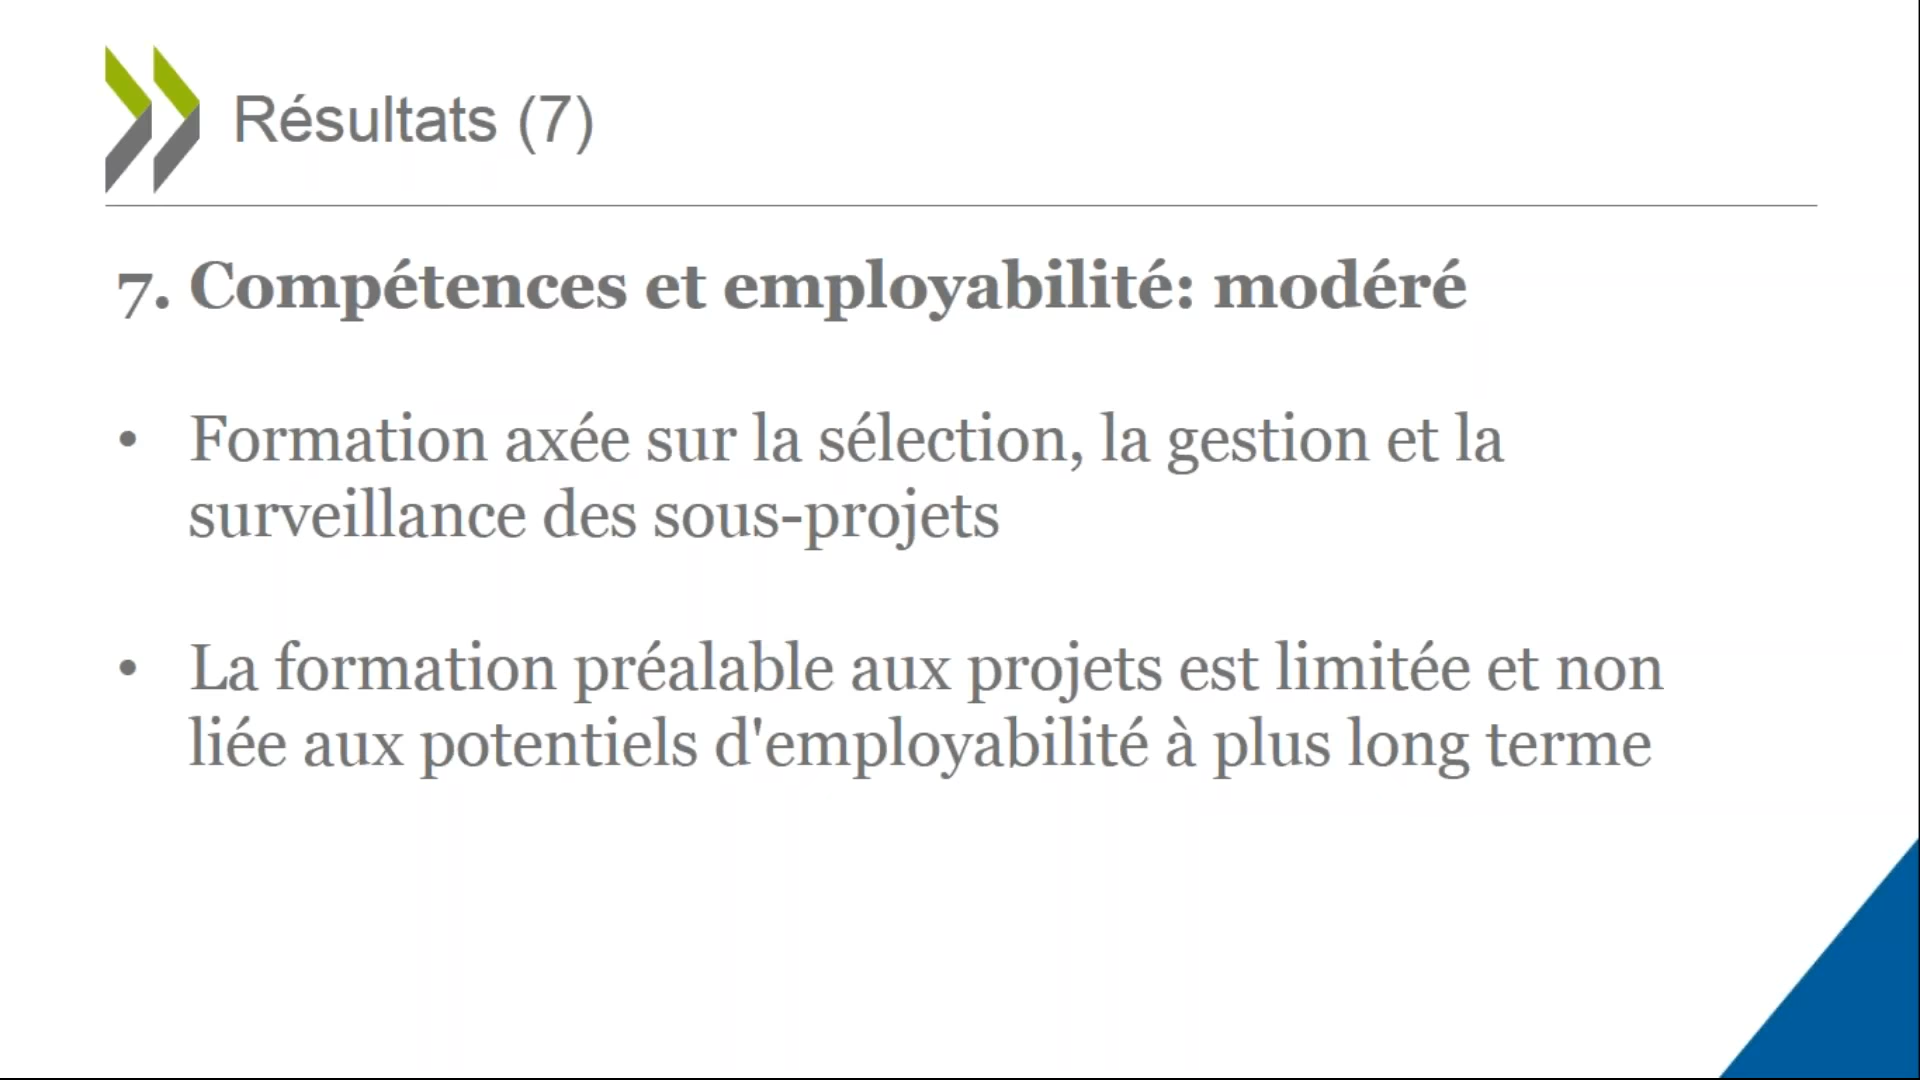 Résultats (7)
7. Compétences et employabilité: modéré
• Formation axée sur la sélection, la gestion et la
surveillance des sous-projets
• La formation préalable aux projets est limitée et non
liée aux potentiels d'employabilité à plus long terme